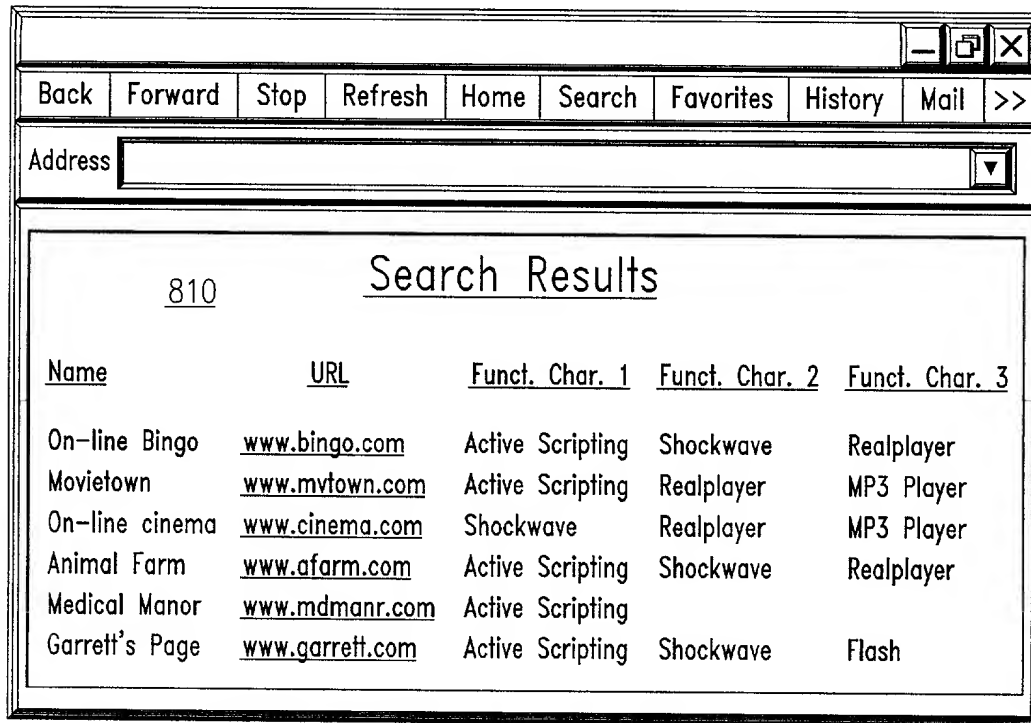 Back Forward Stop Refresh Home Search Favorites History Mail >>
Address
810 Search Results
Name URL Funct. Char. 1 Funct. Char. 2 Funct. Char. 3
On-line Bingo www.bingo.com Active Scripting Shockwave Realplayer
Movietown www.mvtown.com Active Scripting Realplayer MP3 Player
On-line cinema www.cinema.com Shockwave Realplayer MP3 Player
Animal Farm www.afarm.com Active Scripting Shockwave Realplayer
Medical Manor www.mdmanr.com Active Scripting
Garrett's Page www.garrett.com Active Scripting Shockwave Flash